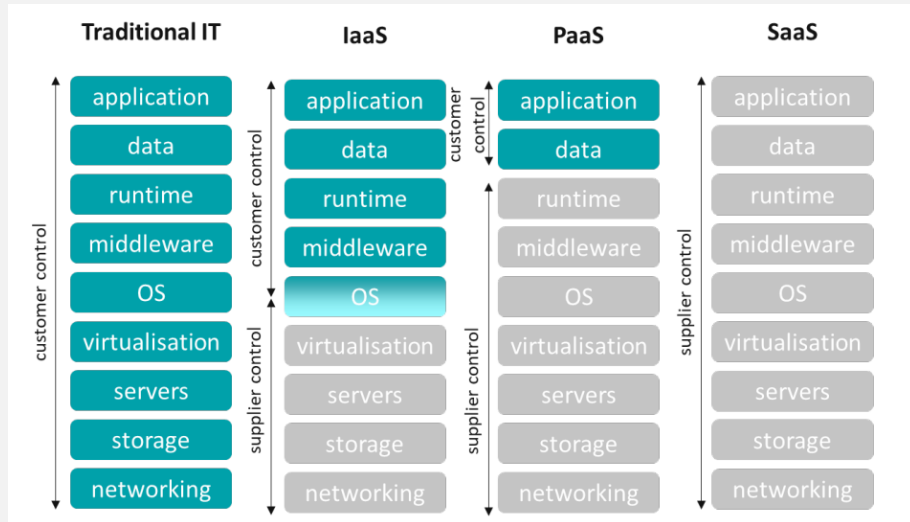 Traditional IT
IaaS
PaaS
SaaS
customer control
application
data
runtime
middleware
OS
virtualisation
servers
storage
networking
customer control
supplier control
application
data
runtime
middleware
OS
virtualisation
servers
storage
networking
customer
control
supplier control
application
data
runtime
middleware
OS
virtualisation
servers
storage
networking
supplier control
application
data
runtime
middleware
OS
virtualisation
servers
storage
networking